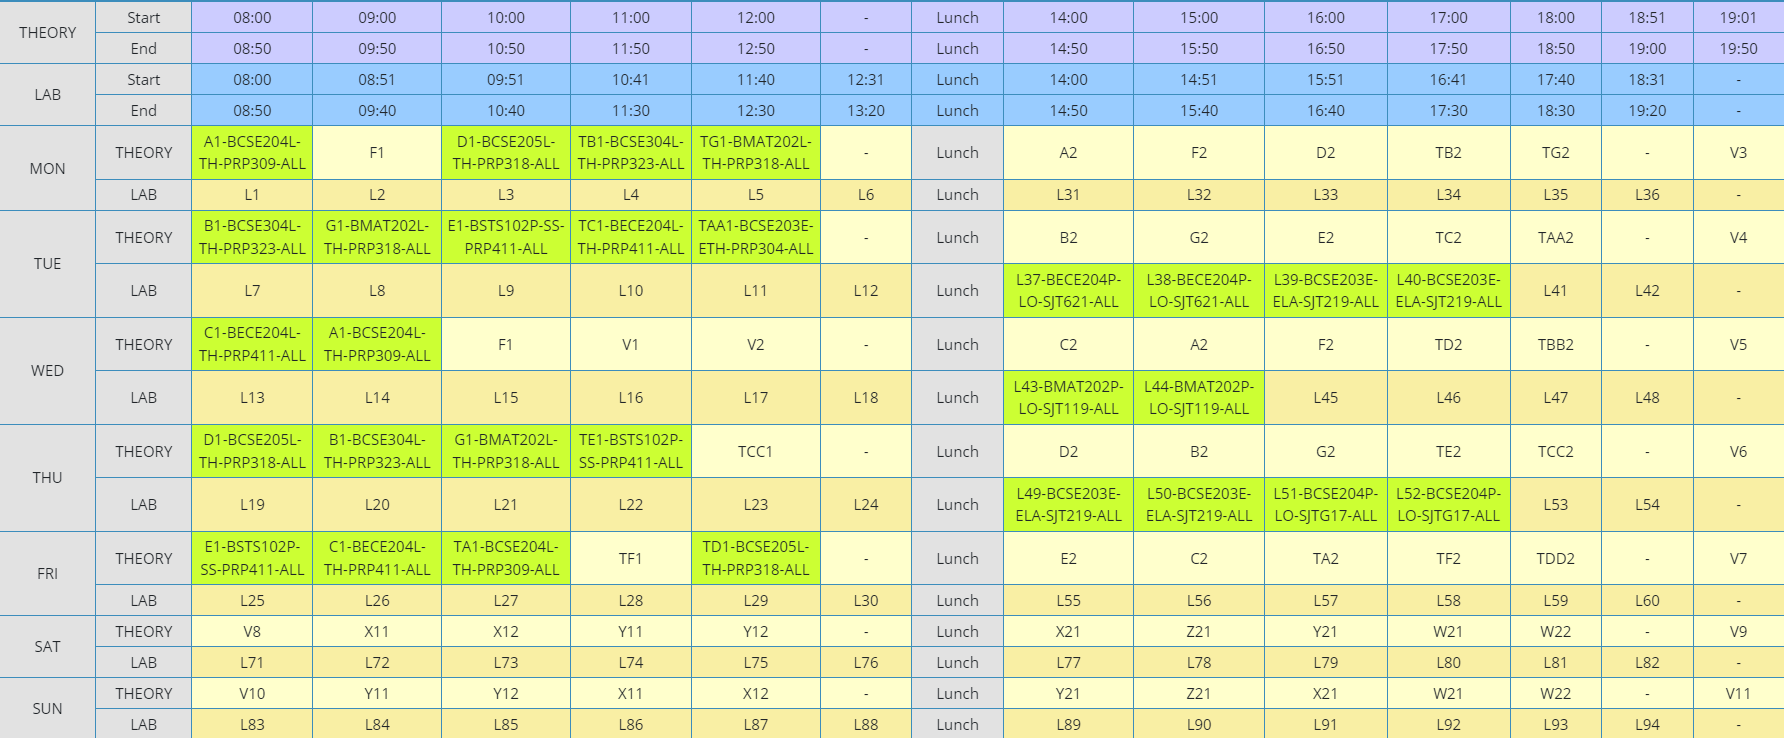 THEORY Start 08:00 09:00 10:00 11:00 12:00 - Lunch 14:00 15:00 16:00 17:00 18:00 18:51 19:01
End 08:50 09:50 10:50 11:50 12:50 - Lunch 14:50 15:50 16:50 17:50 18:50 19:00 19:50
LAB Start 08:00 08:51 09:51 10:41 11:40 12:31 Lunch 14:00 14:51 15:51 16:41 17:40 18:31 -
End 08:50 09:40 10:40 11:30 12:30 13:20 Lunch 14:50 15:40 16:40 17:30 18:30 19:20 -
MON THEORY A1-BCSE204L- F1 D1-BCSE205L- TB1-BCSE304L- TG1-BMAT202L- - Lunch A2 F2 D2 TB2 TG2 - V3
TH-PRP309-ALL TH-PRP318-ALL TH-PRP323-ALL TH-PRP318-ALL
LAB L1 L2 L3 L4 L5 L6 Lunch L31 L32 L33 L34 L35 L36 -
TUE THEORY B1-BCSE304L- G1-BMAT202L- E1-BSTS102P-SS- TC1-BECE204L- TAA1-BCSE203E- - Lunch B2 G2 E2 TC2 TAA2 - V4
TH-PRP323-ALL TH-PRP318-ALL PRP411-ALL TH-PRP411-ALL ETH-PRP304-ALL
LAB L7 L8 L9 L10 L11 L12 Lunch L37-BECE204P- L38-BECE204P- L39-BCSE203E- L40-BCSE203E- L41 L42 -
LO-SJT621-ALL LO-SJT621-ALL ELA-SJT219-ALL ELA-SJT219-ALL
WED THEORY C1-BECE204L- A1-BCSE204L- F1 V1 V2 - Lunch C2 A2 F2 TD2 TBB2 - V5
TH-PRP411-ALL TH-PRP309-ALL
LAB L13 L14 L15 L16 L17 L18 Lunch L43-BMAT202P- L44-BMAT202P- L45 L46 L47 L48 -
LO-SJT119-ALL LO-SJT119-ALL
THU THEORY D1-BCSE205L- B1-BCSE304L- G1-BMAT202L- TE1-BSTS102P- TCC1 - Lunch D2 B2 G2 TE2 TCC2 - V6
TH-PRP318-ALL TH-PRP323-ALL TH-PRP318-ALL SS-PRP411-ALL
LAB L19 L20 L21 L22 L23 L24 Lunch L49-BCSE203E- L50-BCSE203E- L51-BCSE204P- L52-BCSE204P- L53 L54 -
ELA-SJT219-ALL ELA-SJT219-ALL LO-SJTG17-ALL LO-SJTG17-ALL
FRI THEORY E1-BSTS102P- C1-BECE204L- TA1-BCSE204L- TF1 TD1-BCSE205L- - Lunch E2 C2 TA2 TF2 TDD2 - V7
SS-PRP411-ALL TH-PRP411-ALL TH-PRP309-ALL TH-PRP318-ALL
LAB L25 L26 L27 L28 L29 L30 Lunch L55 L56 L57 L58 L59 L60 -
SAT THEORY V8 X11 X12 Y11 Y12 - Lunch X21 Z21 Y21 W21 W22 - V9
LAB L71 L72 L73 L74 L75 L76 Lunch L77 L78 L79 L80 L81 L82 -
SUN THEORY V10 Y11 Y12 X11 X12 - Lunch Y21 Z21 X21 W21 W22 - V11
LAB L83 L84 L85 L86 L87 L88 Lunch L89 L90 L91 L92 L93 L94 -